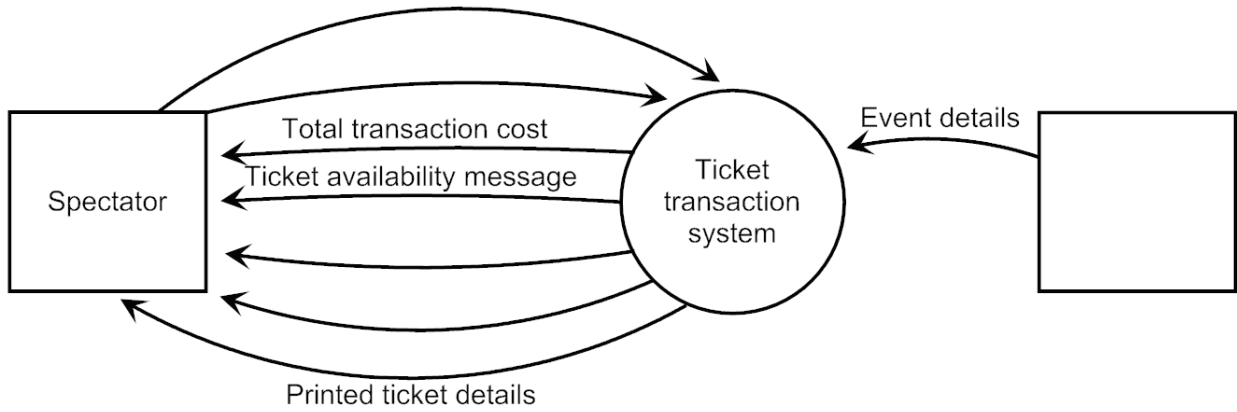 Total transaction cost
Event details
Ticket availability message
Spectator
Ticket
transaction
system
Printed ticket details